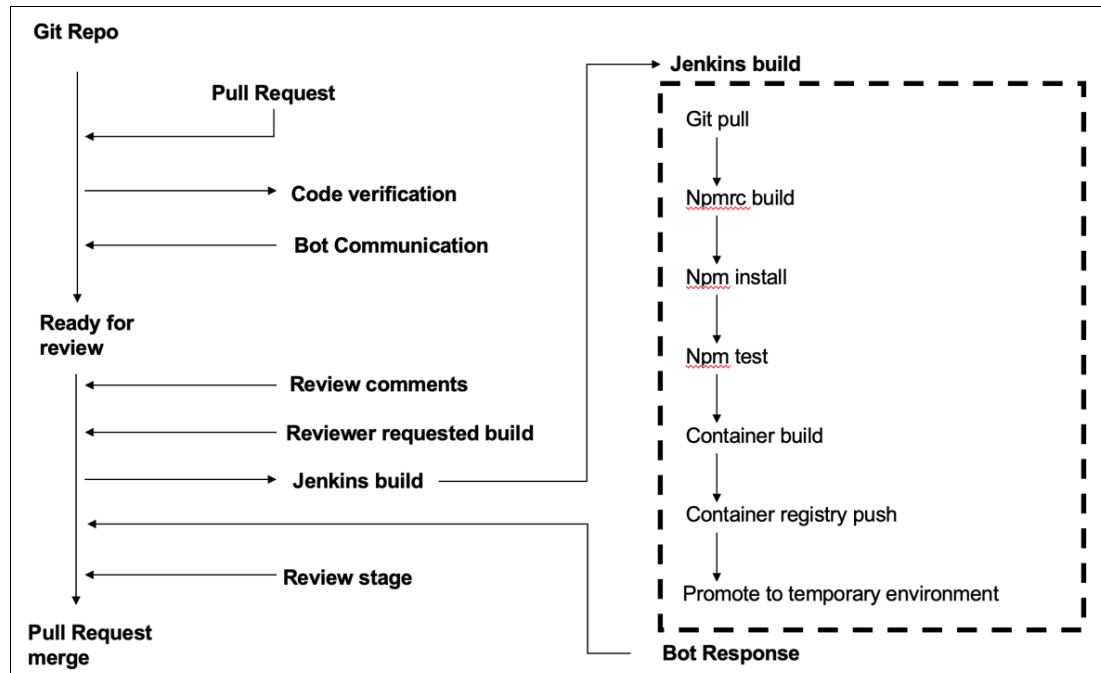 Git Repo
Pull Request
Code verification
Bot Communication
Ready for
review
Review comments
Reviewer requested build
Jenkins build
Review stage
Pull Request
merge
Jenkins build
Git pull
Npmrc build
Npm install
Npm test
Container build
Container registry push
Promote to temporary environment
Bot Response